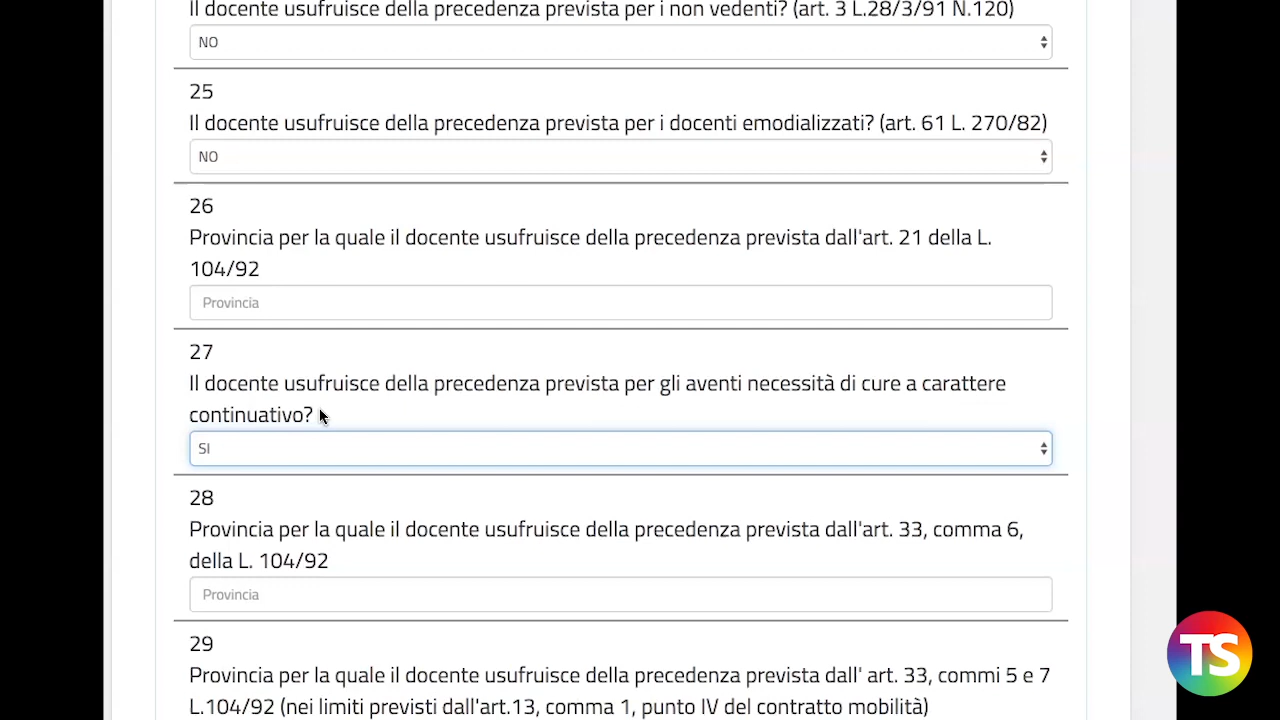 Il docente usufruisce della precedenza prevista per i non vedenti? (art. 3 L.28/3/91 N.120)
NO
25
Il docente usufruisce della precedenza prevista per i docenti emodializzati? (art. 61 L. 270/82)
NO
26
Provincia per la quale il docente usufruisce della precedenza prevista dall'art. 21 della L.
104/92
Provincia
27
Il docente usufruisce della precedenza prevista per gli aventi necessità di cure a carattere
continuativo?
SI
28
Provincia per la quale il docente usufruisce della precedenza prevista dall'art. 33, comma 6,
della L. 104/92
Provincia
29
Provincia per la quale il docente usufruisce della precedenza prevista dall' art. 33, commi 5 e 7
L.104/92 (nei limiti previsti dall'art.13, comma 1, punto IV del contratto mobilità)
TS